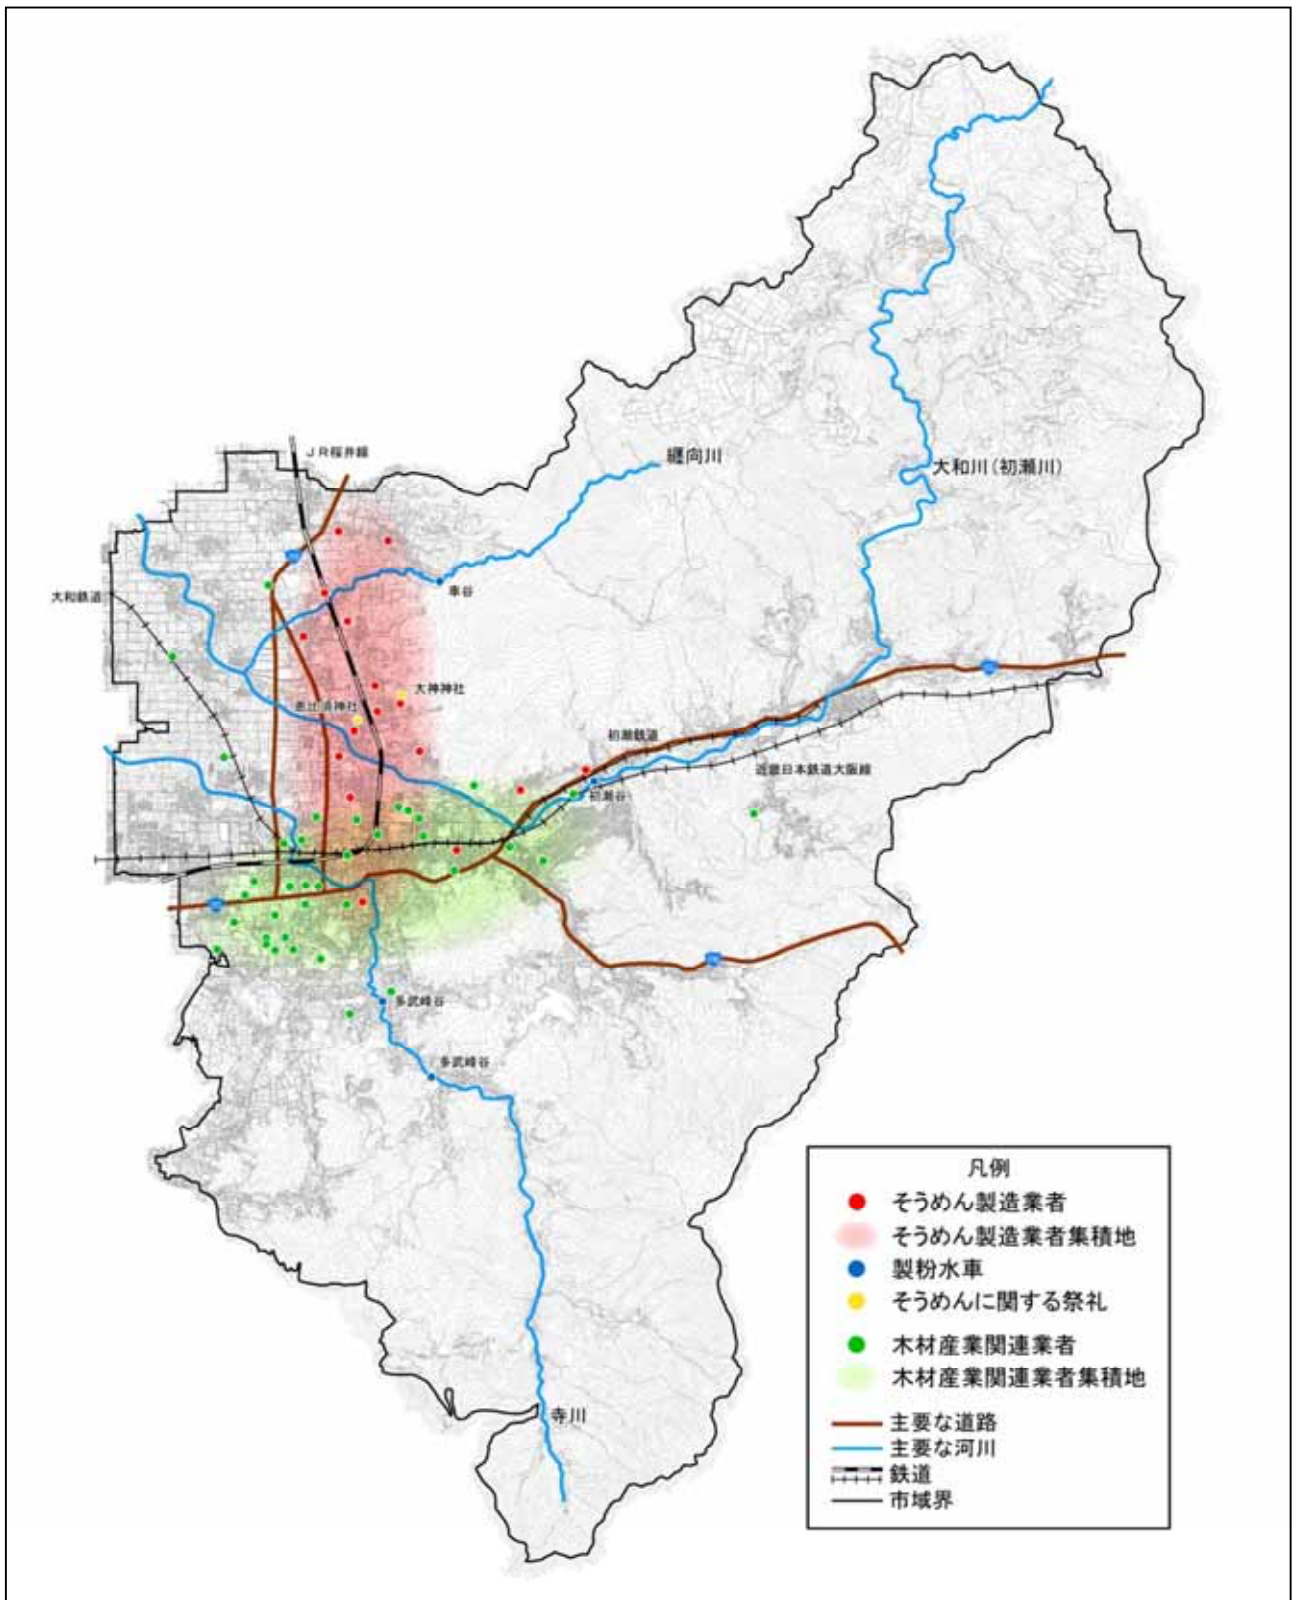 JR桜井線
纒向川
大和川(初瀬川)
大和鉄道
車谷
大神神社
恵比須神社
初瀬鉄道
近畿日本鉄道大阪線
初瀬谷
多武峰谷
多武峰谷
寺川
凡例
そうめん製造業者
そうめん製造業者集積地
製粉水車
そうめんに関する祭礼
木材産業関連業者
木材産業関連業者集積地
主要な道路
主要な河川
鉄道
市域界